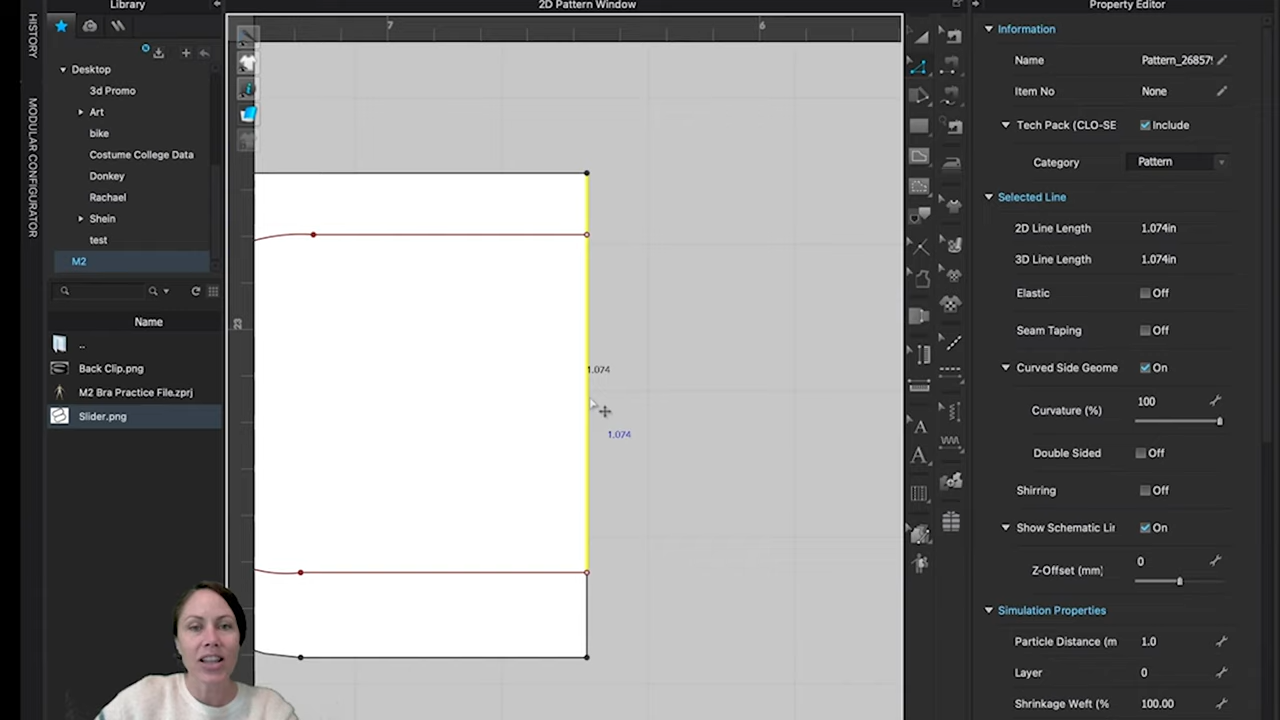 Library
2D Pattern Window
Property Editor
HISTORY
MODULAR CONFIGURATOR
Desktop
3d Promo
Art
bike
Costume College Data
Donkey
Rachael
Shein
test
M2
Name
..
Back Clip.png
M2 Bra Practice File.zprj
Slider.png
7
6
23
1.074
1.074
Information
Name
Pattern_26857
Item No
None
Tech Pack (CLO-SE
Include
Category
Pattern
Selected Line
2D Line Length
1.074in
3D Line Length
1.074in
Elastic
Off
Seam Taping
Off
Curved Side Geome
On
Curvature (%)
100
Double Sided
Off
Shirring
Off
Show Schematic Lir
On
Z-Offset (mm)
0
Simulation Properties
Particle Distance (m
1.0
Layer
0
Shrinkage Weft (%
100.00